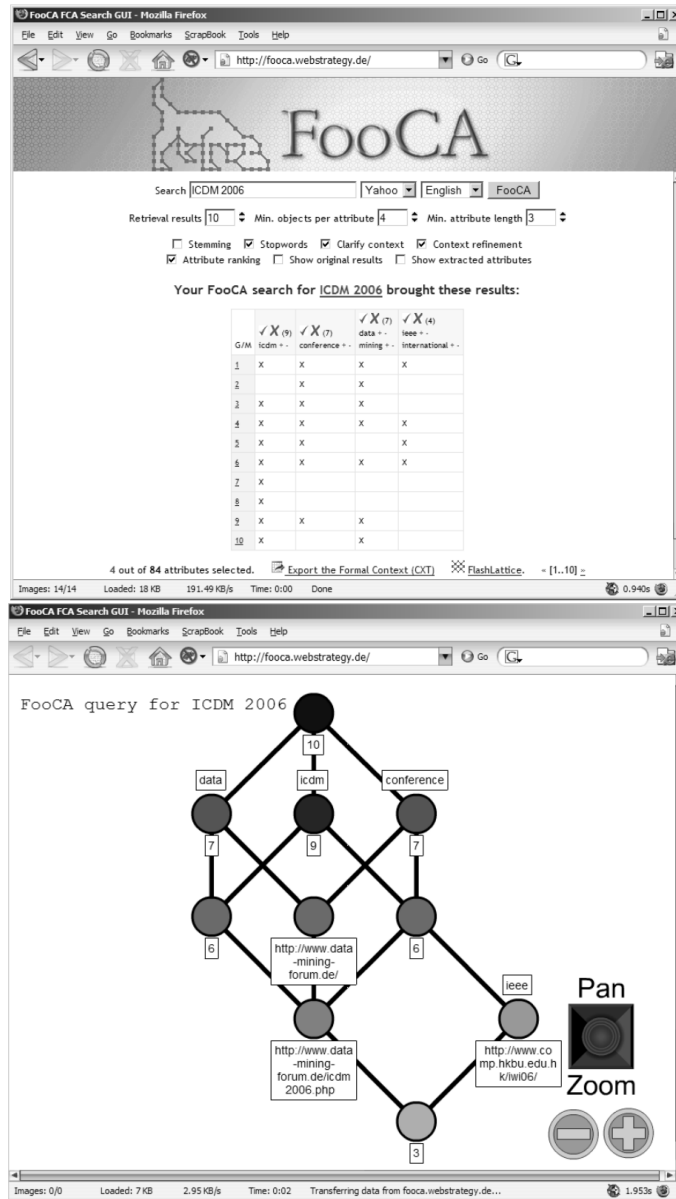 FooCA FCA Search GUI - Mozilla Firefox
File Edit View Go Bookmarks ScrapBook Tools Help
http://fooca.webstrategy.de/ Go G
FooCA
Search ICDM 2006 Yahoo English FooCA
Retrieval results 10 Min. objects per attribute 4 Min. attribute length 3
Stemming Stopwords Clarify context Context refinement
Attribute ranking Show original results Show extracted attributes
Your FooCA search for ICDM 2006 brought these results:
√ X (9) √ X (7) √ X (7) √ X (4)
data + - ieee + -
G/M icdm + - conference + - mining + - international + -
1 x x x x
2 x x
3 x x x
4 x x x x
5 x x x
6 x x x x
7 x
8 x
9 x x x
10 x x
4 out of 84 attributes selected. Export the Formal Context (CXT) FlashLattice. « [1..10] »
Images: 14/14 Loaded: 18 KB 191.49 KB/s Time: 0:00 Done 0.940s
FooCA FCA Search GUI - Mozilla Firefox
File Edit View Go Bookmarks ScrapBook Tools Help
http://fooca.webstrategy.de/ Go G
FooCA query for ICDM 2006
10
data icdm conference
7 9 7
6 http://www.data 6
-mining-
forum.de/
ieee
Pan
http://www.data
-mining-
forum.de/icdm
2006.php
http://www.co
mp.hkbu.edu.h
k/iwi06/
Zoom
3
Images: 0/0 Loaded: 7 KB 2.95 KB/s Time: 0:02 Transferring data from fooca.webstrategy.de... 1.953s